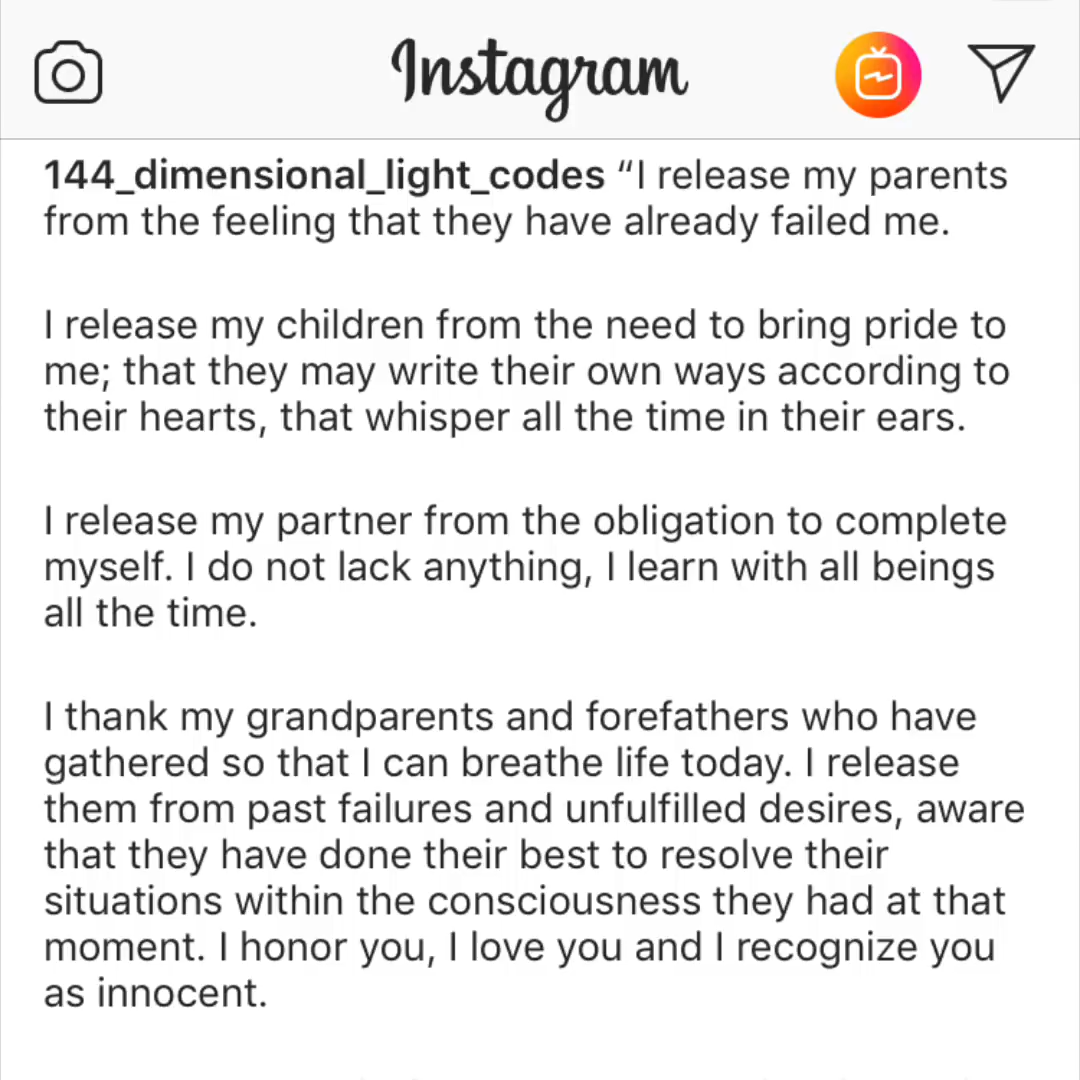 Instagram
144_dimensional_light_codes “I release my parents
from the feeling that they have already failed me.
I release my children from the need to bring pride to
me; that they may write their own ways according to
their hearts, that whisper all the time in their ears.
I release my partner from the obligation to complete
myself. I do not lack anything, I learn with all beings
all the time.
I thank my grandparents and forefathers who have
gathered so that I can breathe life today. I release
them from past failures and unfulfilled desires, aware
that they have done their best to resolve their
situations within the consciousness they had at that
moment. I honor you, I love you and I recognize you
as innocent.